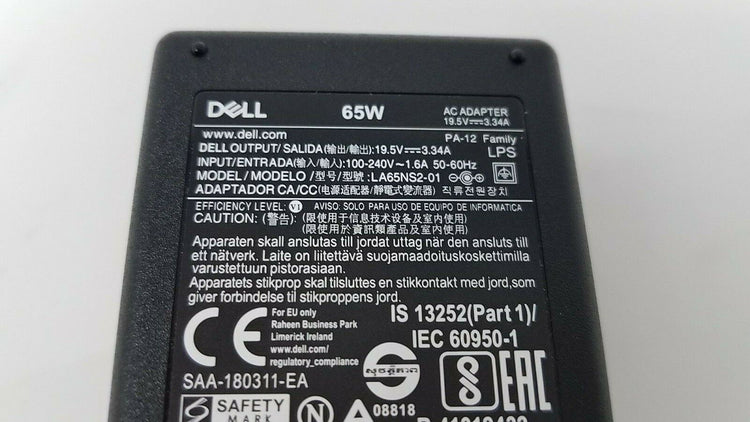 DELL 65W AC ADAPTER
19.5V⎓3.34A
www.dell.com PA-12 Family
DELL OUTPUT/ SALIDA(输出/輸出):19.5V⎓3.34A LPS
INPUT/ENTRADA(输入/輸入):100-240V~1.6A 50-60Hz
MODEL / MODELO / 型号/型號:LA65NS2-01
ADAPTADOR CA/CC(电源适配器/靜電式變流器) 직류전원장치
EFFICIENCY LEVEL: VI AVISO: SOLO PARA USO DE EQUIPO DE INFORMATICA
CAUTION: (警告): (限使用于信息技术设备及室内使用)
(限使用於資訊類產品及室內使用)
Apparaten skall anslutas till jordat uttag när den ansluts till
ett nätverk. Laite on liitettävä suojamaadoituskoskettimilla
varustettuun pistorasiaan.
Apparatets stikprop skal tilsluttes en stikkontakt med jord,som
giver forbindelse til stikproppens jord.
CE
For EU only
Raheen Business Park
Limerick Ireland
www.dell.com/
regulatory_compliance
IS 13252(Part 1)/
IEC 60950-1
SAA-180311-EA
EAC
SAFETY
MARK
N
08818